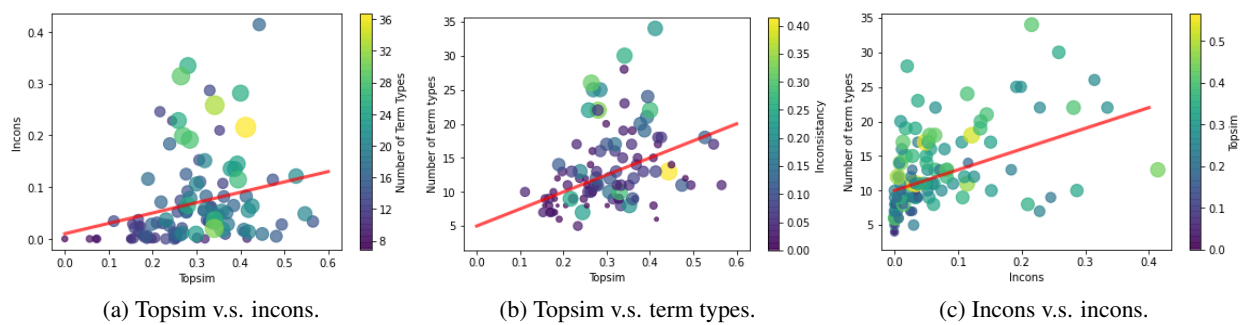 0.4
0.3
0.2
0.1
0.0
Incons
0.0 0.1 0.2 0.3 0.4 0.5 0.6
Topsim
36
32
28
24
20
16
12
8
Number of Term Types
35
30
25
20
15
10
5
Number of term types
0.0 0.1 0.2 0.3 0.4 0.5 0.6
Topsim
0.40
0.35
0.30
0.25
0.20
0.15
0.10
0.05
0.00
Inconsistancy
35
30
25
20
15
10
5
Number of term types
0.0 0.1 0.2 0.3 0.4
Incons
0.5
0.4
0.3
0.2
0.1
0.0
Topsim
(a) Topsim v.s. incons.
(b) Topsim v.s. term types.
(c) Incons v.s. incons.